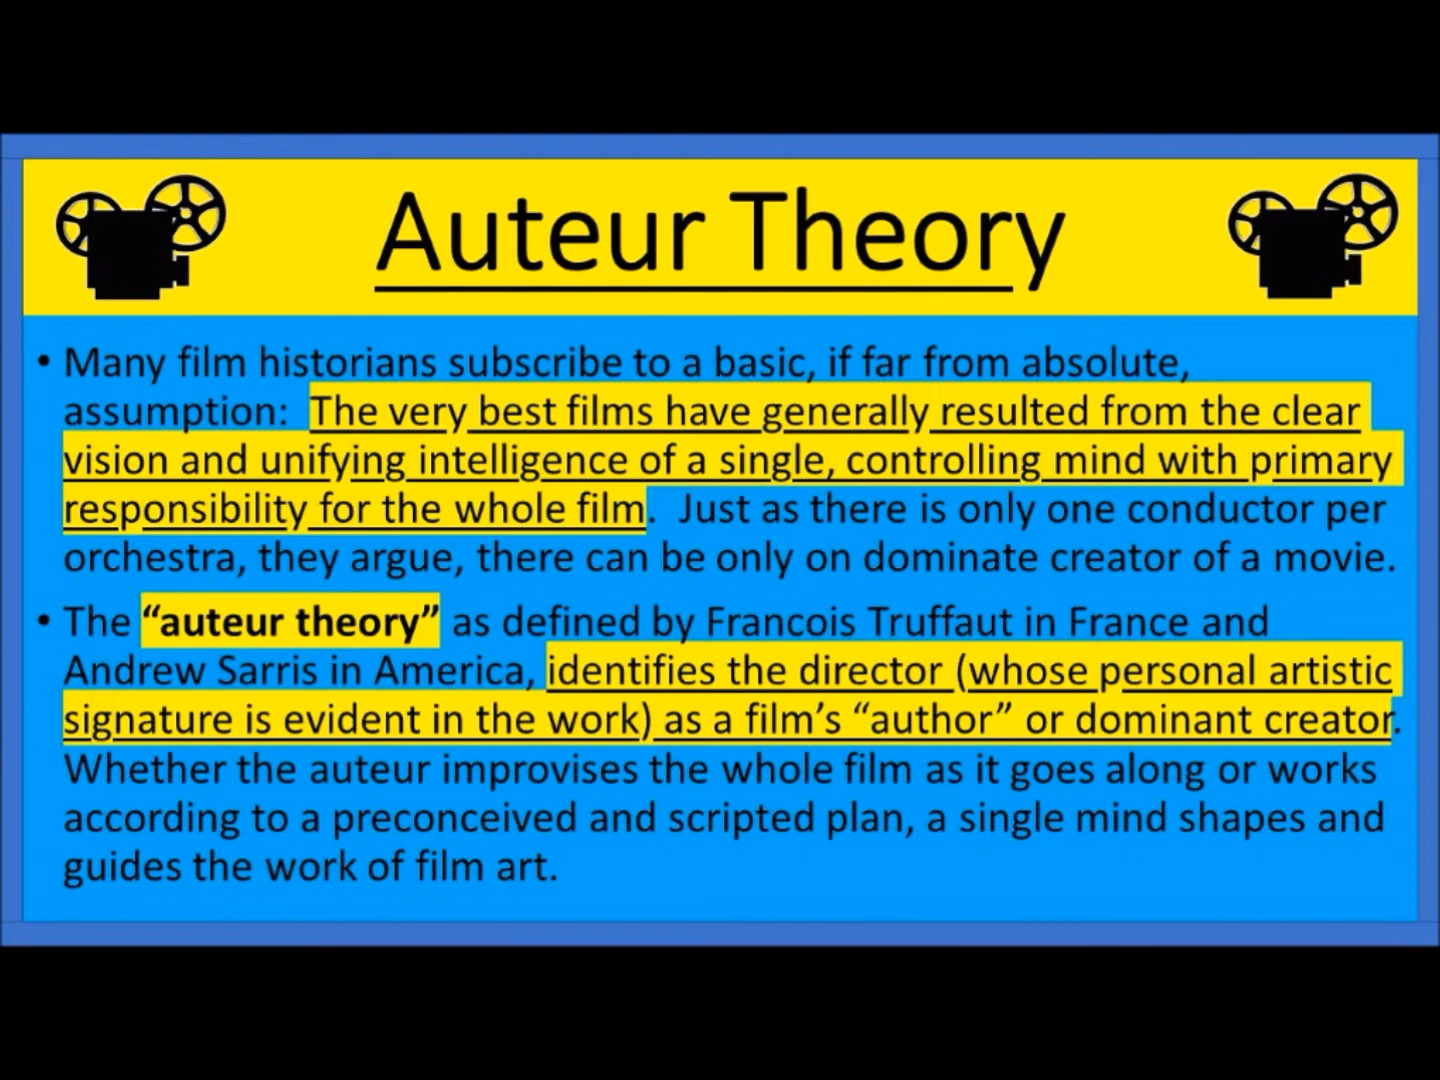 Auteur Theory
• Many film historians subscribe to a basic, if far from absolute,
assumption:  The very best films have generally resulted from the clear
vision and unifying intelligence of a single, controlling mind with primary
responsibility for the whole film.  Just as there is only one conductor per
orchestra, they argue, there can be only on dominate creator of a movie.
• The “auteur theory” as defined by Francois Truffaut in France and
Andrew Sarris in America, identifies the director (whose personal artistic
signature is evident in the work) as a film’s “author” or dominant creator.
Whether the auteur improvises the whole film as it goes along or works
according to a preconceived and scripted plan, a single mind shapes and
guides the work of film art.